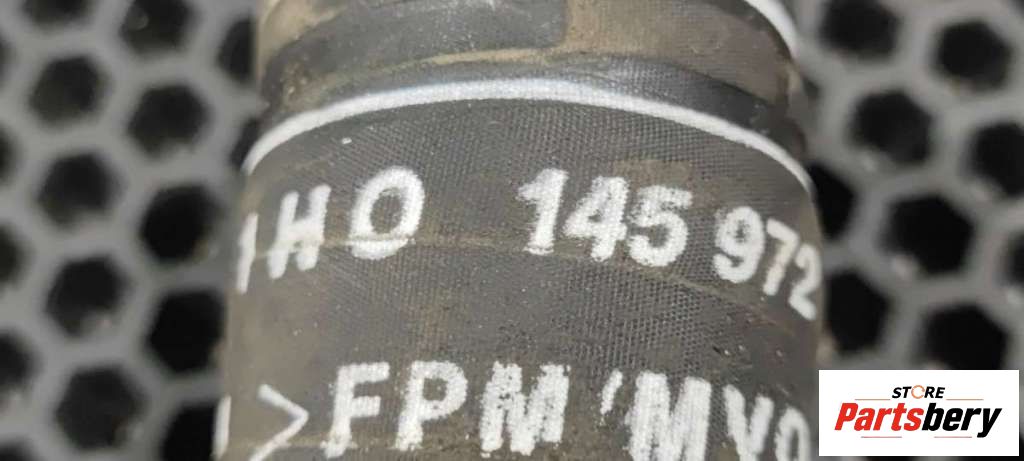 1HO 145 972
>FPM/MVQ
STORE
Partsbery